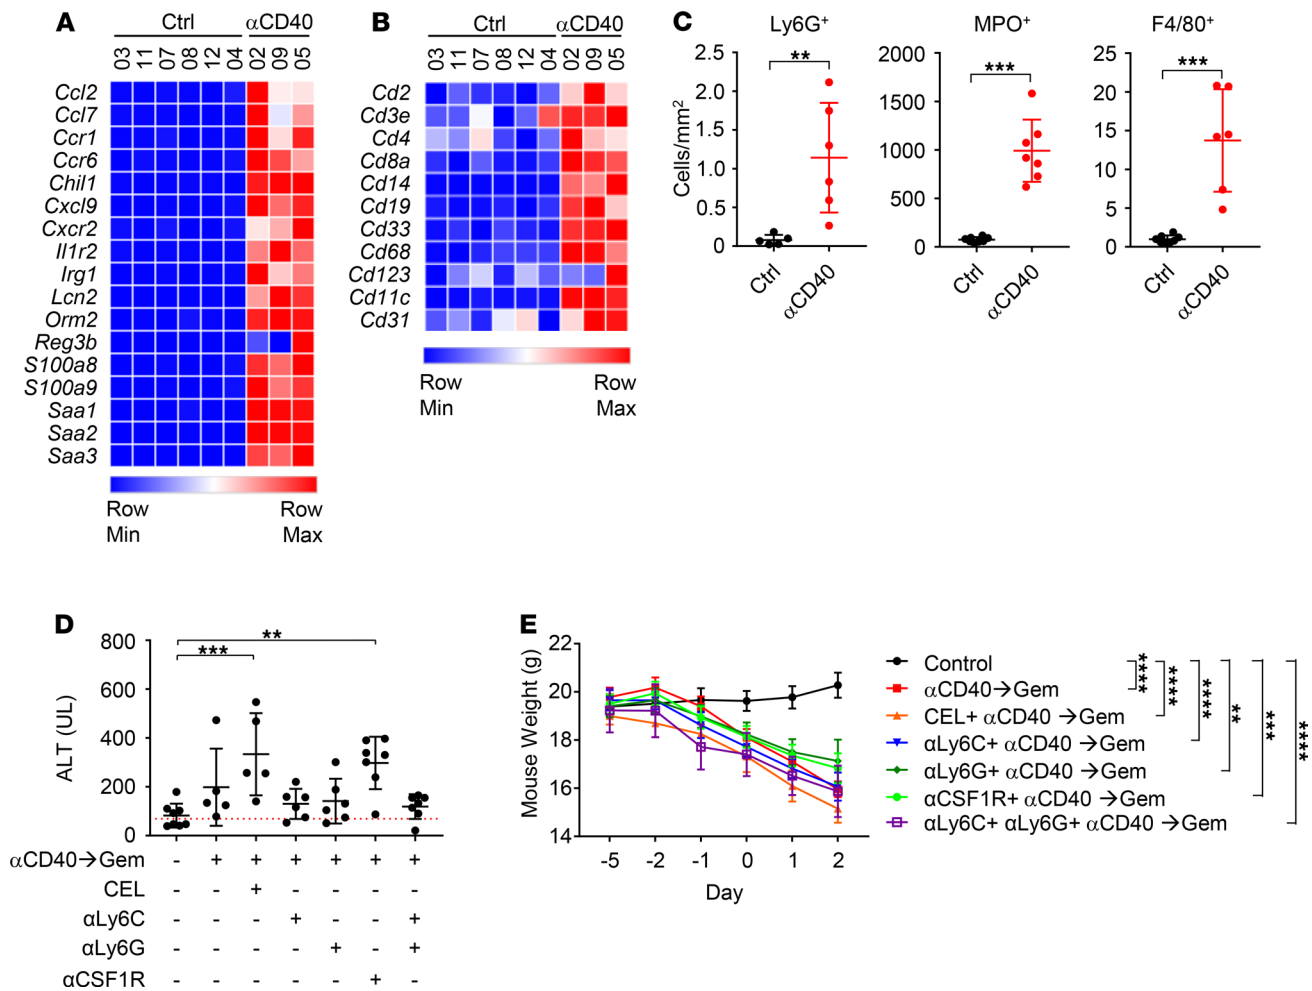 A
Ctrl αCD40
03 11 07 08 12 04 02 09 05
Ccl2
Ccl7
Ccr1
Ccr6
Chil1
Cxcl9
Cxcr2
Il1r2
Irg1
Lcn2
Orm2
Reg3b
S100a8
S100a9
Saa1
Saa2
Saa3
Row Row
Min Max
B
Ctrl αCD40
03 11 07 08 12 04 02 09 05
Cd2
Cd3e
Cd4
Cd8a
Cd14
Cd19
Cd33
Cd68
Cd123
Cd11c
Cd31
Row Row
Min Max
C
Ly6G+
Cells/mm2
2.5
2.0
1.5
1.0
0.5
0
**
Ctrl
αCD40
MPO+
2000
1500
1000
500
0
***
Ctrl
αCD40
F4/80+
25
20
15
10
5
0
***
Ctrl
αCD40
D
ALT (UL)
800
600
400
200
0
**
***
αCD40→Gem - + + + + + +
CEL - - + - - - -
αLy6C - - - + - - +
αLy6G - - - - + - +
αCSF1R - - - - - + -
E
Mouse Weight (g)
22
20
18
16
14
-5 -2 -1 0 1 2
Day
Control
αCD40→Gem
CEL+ αCD40 →Gem
αLy6C+ αCD40 →Gem
αLy6G+ αCD40 →Gem
αCSF1R+ αCD40 →Gem
αLy6C+ αLy6G+ αCD40 →Gem
****
****
****
**
***
****